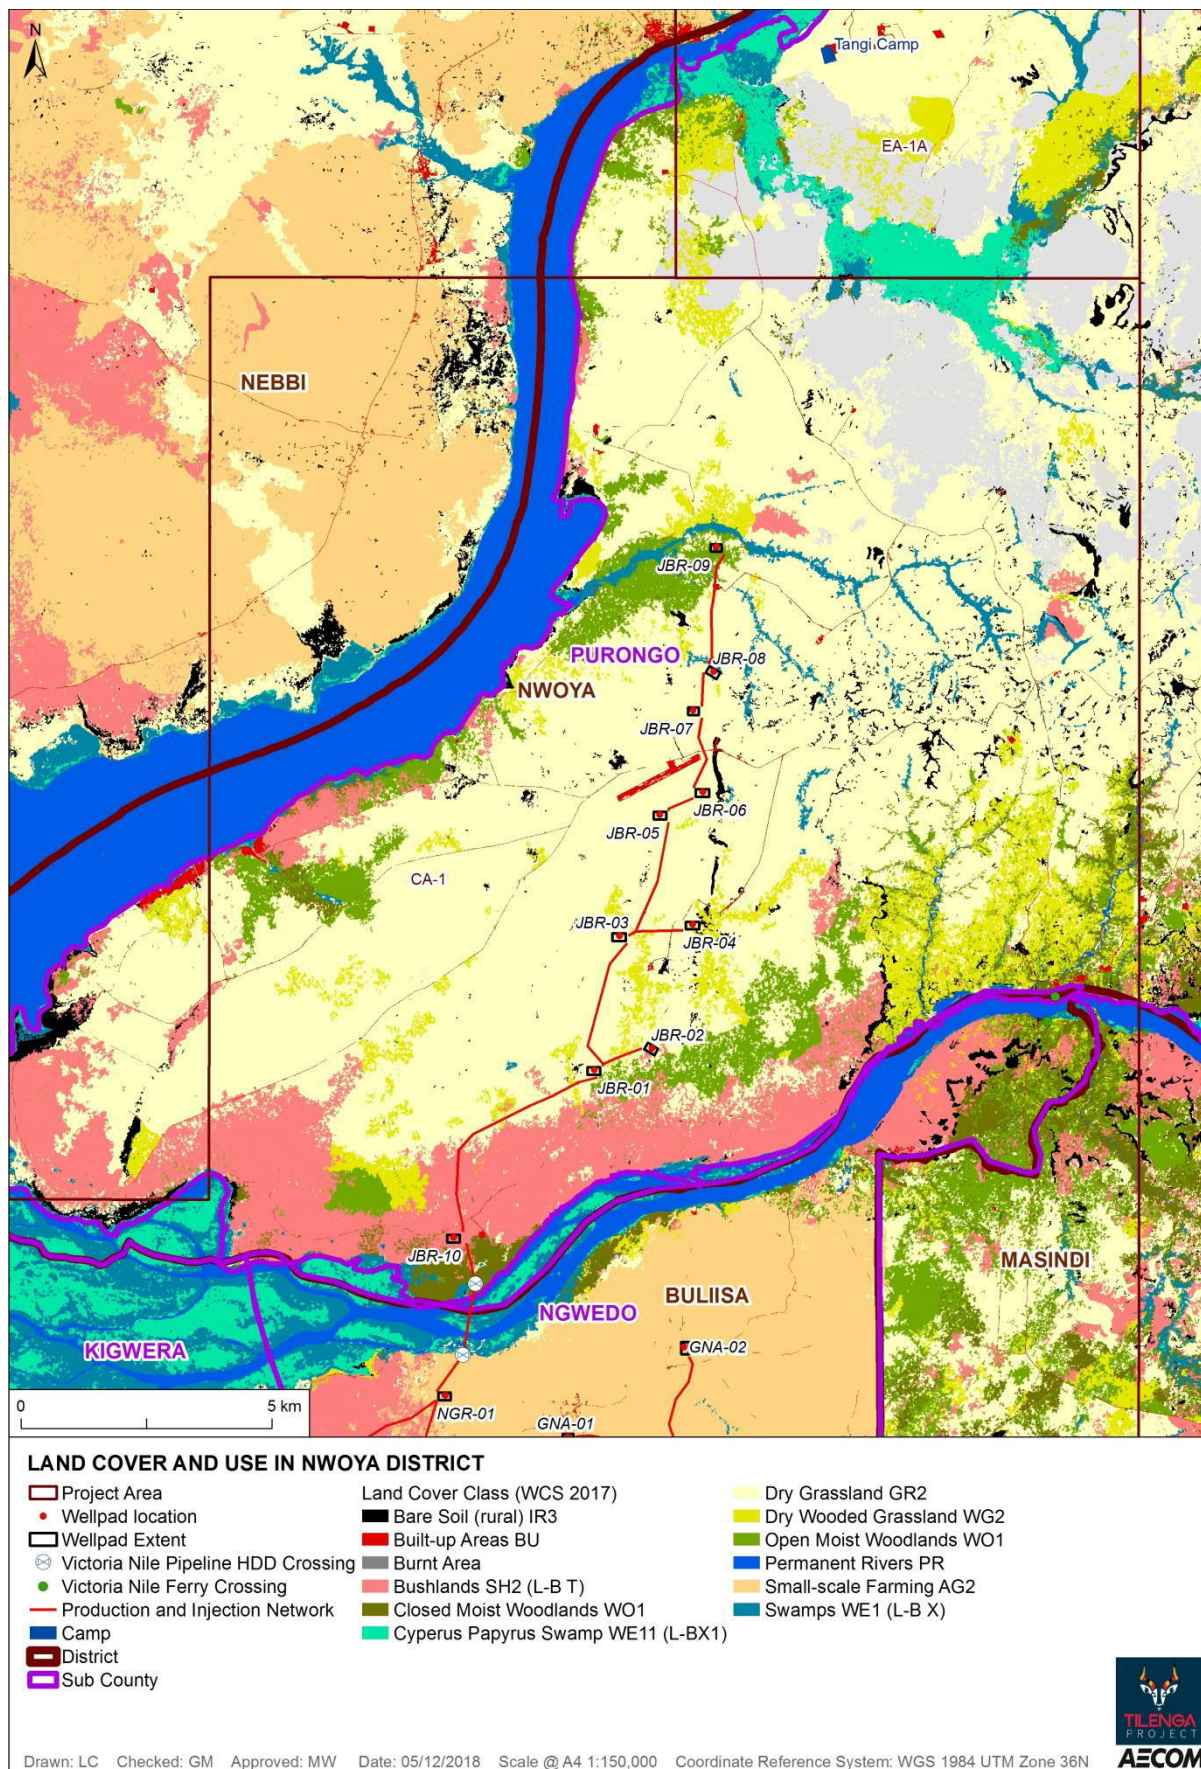 N
Tangi Camp
EA-1A
NEBBI
JBR-09
PURONGO
JBR-08
NWOYA
JBR-07
JBR-06
JBR-05
CA-1
JBR-03
JBR-04
JBR-02
JBR-01
JBR-10
MASINDI
BULIISA
NGWEDO
KIGWERA
GNA-02
NGR-01
GNA-01
0 5 km
LAND COVER AND USE IN NWOYA DISTRICT
Project Area
Wellpad location
Wellpad Extent
Victoria Nile Pipeline HDD Crossing
Victoria Nile Ferry Crossing
Production and Injection Network
Camp
District
Sub County
Land Cover Class (WCS 2017)
Bare Soil (rural) IR3
Built-up Areas BU
Burnt Area
Bushlands SH2 (L-B T)
Closed Moist Woodlands WO1
Cyperus Papyrus Swamp WE11 (L-BX1)
Dry Grassland GR2
Dry Wooded Grassland WG2
Open Moist Woodlands WO1
Permanent Rivers PR
Small-scale Farming AG2
Swamps WE1 (L-B X)
TILENGA
PROJECT
AECOM
Drawn: LC Checked: GM Approved: MW Date: 05/12/2018 Scale @ A4 1:150,000 Coordinate Reference System: WGS 1984 UTM Zone 36N